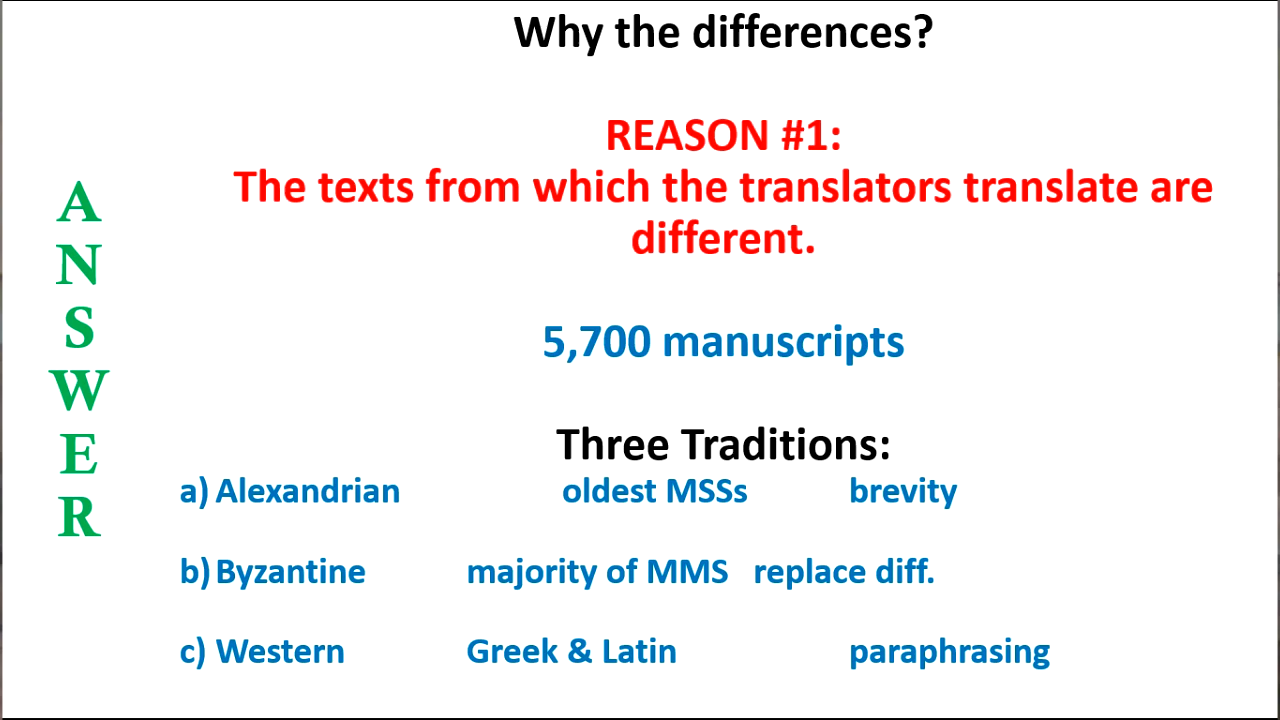 Why the differences?
REASON #1:
The texts from which the translators translate are
different.
ANSWER
5,700 manuscripts
Three Traditions:
a) Alexandrian oldest MSSs brevity
b) Byzantine majority of MMS replace diff.
c) Western Greek & Latin paraphrasing